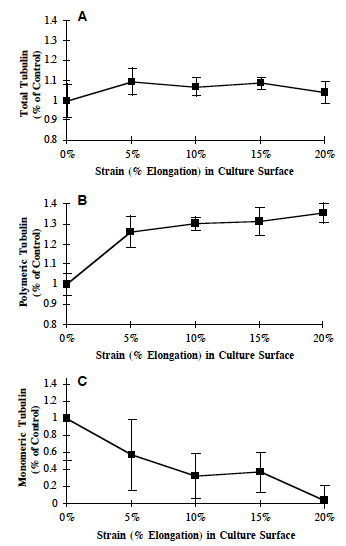 A
1.4
1.3
1.2
1.1
1
0.9
0.8
Total Tubulin
(% of Control)
0% 5% 10% 15% 20%
Strain (% Elongation) in Culture Surface
B
1.4
1.3
1.2
1.1
1
0.9
0.8
Polymeric Tubulin
(% of Control)
0% 5% 10% 15% 20%
Strain (% Elongation) in Culture Surface
C
1.4
1.2
1
0.8
0.6
0.4
0.2
0
Monomeric Tubulin
(% of Control)
0% 5% 10% 15% 20%
Strain (% Elongation) in Culture Surface